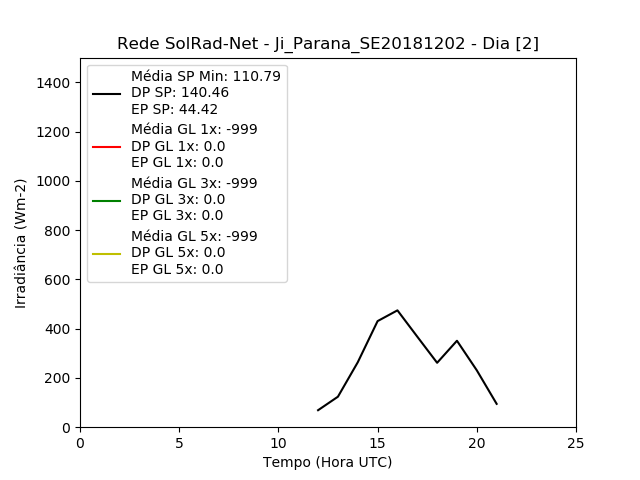 Rede SolRad-Net - Ji_Parana_SE20181202 - Dia [2]
Média SP Min: 110.79
DP SP: 140.46
EP SP: 44.42
Média GL 1x: -999
DP GL 1x: 0.0
EP GL 1x: 0.0
Média GL 3x: -999
DP GL 3x: 0.0
EP GL 3x: 0.0
Média GL 5x: -999
DP GL 5x: 0.0
EP GL 5x: 0.0
Irradiância (Wm-2)
1400
1200
1000
800
600
400
200
0
0 5 10 15 20 25
Tempo (Hora UTC)